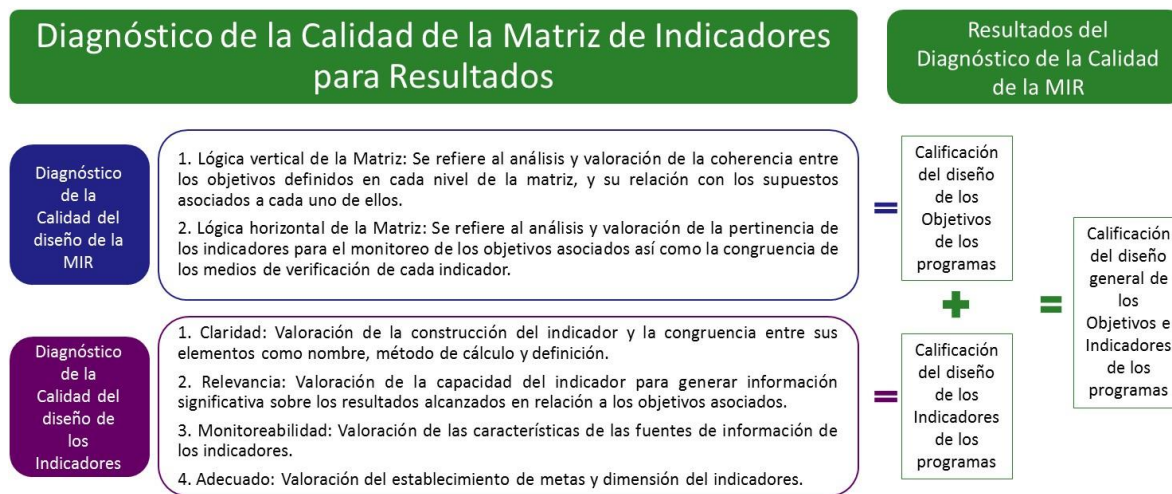 Diagnóstico de la Calidad de la Matriz de Indicadores
para Resultados
Resultados del
Diagnóstico de la Calidad
de la MIR
Diagnóstico
de la
Calidad del
diseño de la
MIR
1. Lógica vertical de la Matriz: Se refiere al análisis y valoración de la coherencia entre
los objetivos definidos en cada nivel de la matriz, y su relación con los supuestos
asociados a cada uno de ellos.
2. Lógica horizontal de la Matriz: Se refiere al análisis y valoración de la pertinencia de
los indicadores para el monitoreo de los objetivos asociados así como la congruencia de
los medios de verificación de cada indicador.
=
Calificación
del diseño
de los
Objetivos
de los
programas
Diagnóstico
de la
Calidad del
diseño de
los
Indicadores
1. Claridad: Valoración de la construcción del indicador y la congruencia entre sus
elementos como nombre, método de cálculo y definición.
2. Relevancia: Valoración de la capacidad del indicador para generar información
significativa sobre los resultados alcanzados en relación a los objetivos asociados.
3. Monitoreabilidad: Valoración de las características de las fuentes de información de
los indicadores.
4. Adecuado: Valoración del establecimiento de metas y dimensión del indicadores.
=
+
Calificación
del diseño
de los
Indicadores
de los
programas
=
Calificación
del diseño
general de
los
Objetivos e
Indicadores
de los
programas